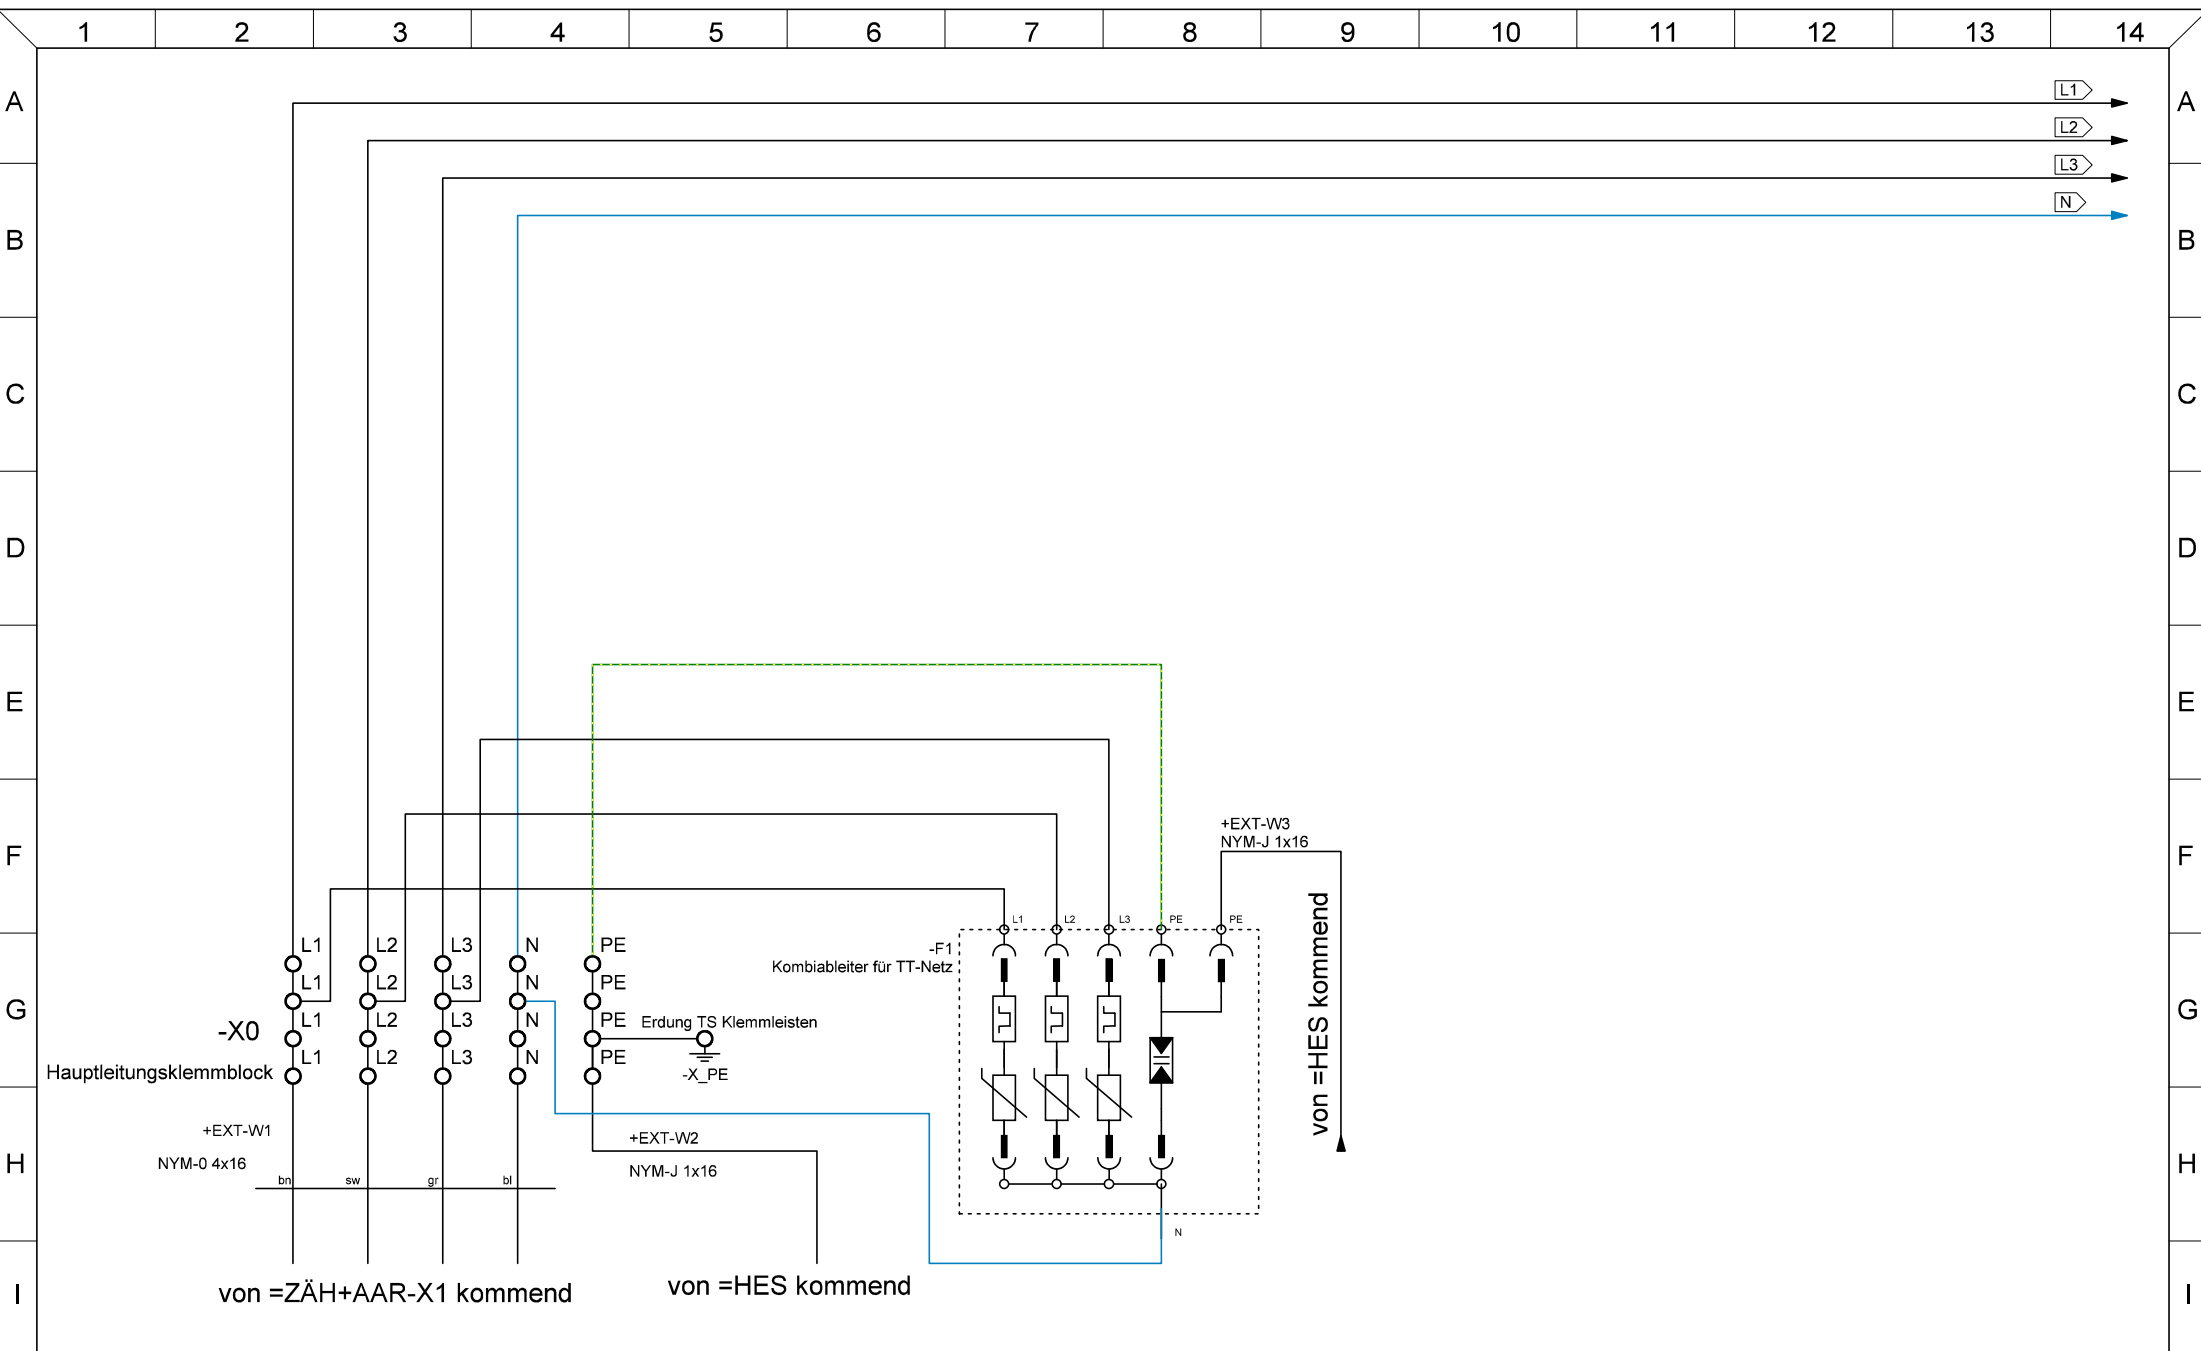 1 2 3 4 5 6 7 8 9 10 11 12 13 14
A A
L1
L2
L3
N
B B
C C
D D
E E
F F
+EXT-W3
NYM-J 1x16
von =HES kommend
L1 L2 L3 PE PE
-F1
Kombiableiter für TT-Netz
L1 L2 L3 N PE
L1 L2 L3 N PE
G G
L1 L2 L3 N PE
Erdung TS Klemmleisten
-X0
L1 L2 L3 N PE
Hauptleitungsklemmblock
-X_PE
+EXT-W1
+EXT-W2
NYM-0 4x16
NYM-J 1x16
H H
bn sw gr bl
N
von =ZÄH+AAR-X1 kommend
von =HES kommend
I I